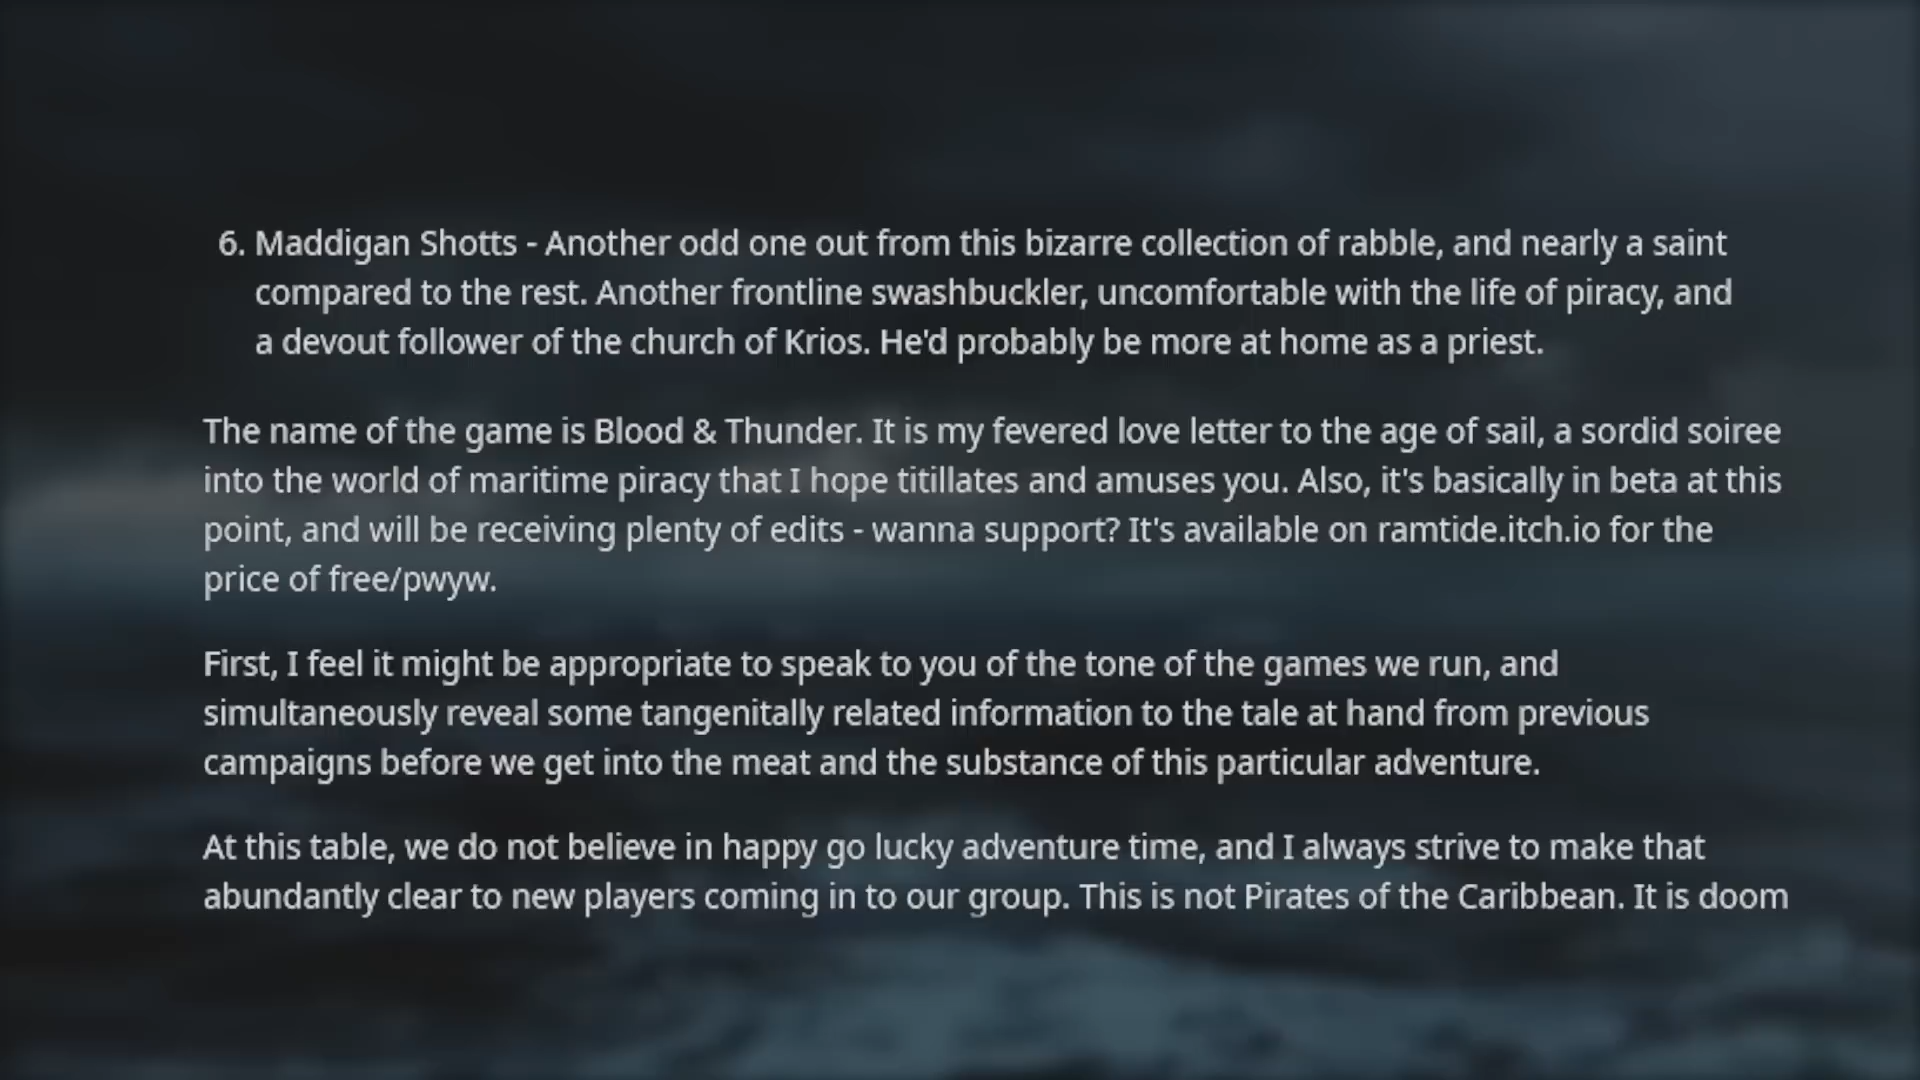 6. Maddigan Shotts - Another odd one out from this bizarre collection of rabble, and nearly a saint
compared to the rest. Another frontline swashbuckler, uncomfortable with the life of piracy, and
a devout follower of the church of Krios. He'd probably be more at home as a priest.
The name of the game is Blood & Thunder. It is my fevered love letter to the age of sail, a sordid soiree
into the world of maritime piracy that I hope titillates and amuses you. Also, it's basically in beta at this
point, and will be receiving plenty of edits - wanna support? It's available on ramtide.itch.io for the
price of free/pwyw.
First, I feel it might be appropriate to speak to you of the tone of the games we run, and
simultaneously reveal some tangenitally related information to the tale at hand from previous
campaigns before we get into the meat and the substance of this particular adventure.
At this table, we do not believe in happy go lucky adventure time, and I always strive to make that
abundantly clear to new players coming in to our group. This is not Pirates of the Caribbean. It is doom